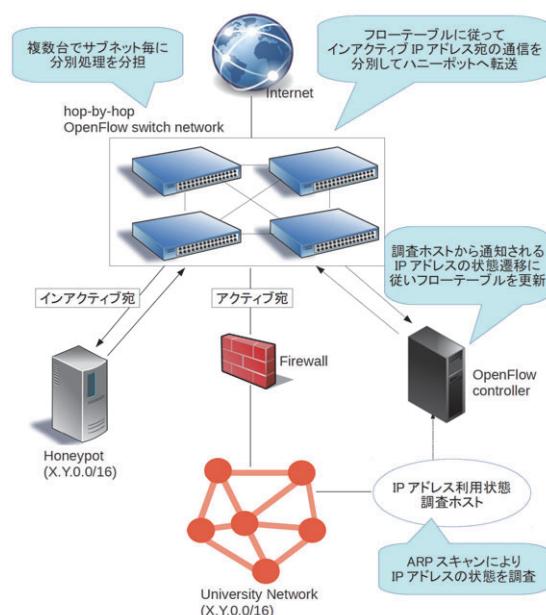 複数台でサブネット毎に
分別処理を分担
フローテーブルに従って
インアクティブ IP アドレス宛の通信を
分別してハニーポットへ転送
Internet
hop-by-hop
OpenFlow switch network
調査ホストから通知される
IP アドレスの状態遷移に
従いフローテーブルを更新
インアクティブ宛
アクティブ宛
Firewall
OpenFlow
controller
Honeypot
(X.Y.0.0/16)
IP アドレス利用状態
調査ホスト
ARP スキャンにより
IP アドレスの状態を調査
University Network
(X.Y.0.0/16)